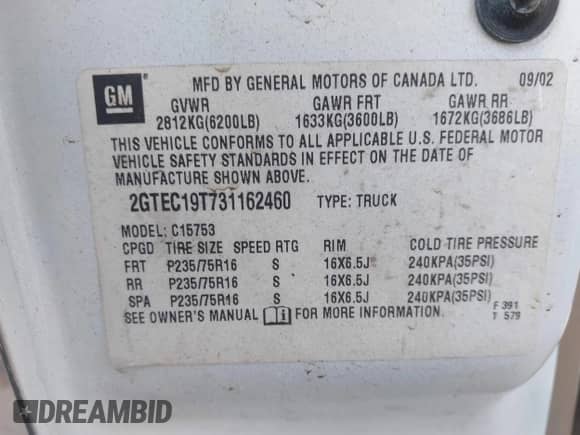 GM
MFD BY GENERAL MOTORS OF CANADA LTD. 09/02
GVWR GAWR FRT GAWR RR
2812KG(6200LB) 1633KG(3600LB) 1672KG(3686LB)
THIS VEHICLE CONFORMS TO ALL APPLICABLE U.S. FEDERAL MOTOR
VEHICLE SAFETY STANDARDS IN EFFECT ON THE DATE OF
MANUFACTURE SHOWN ABOVE.
2GTEC19T731162460 TYPE: TRUCK
MODEL: C15753
CPGD TIRE SIZE SPEED RTG RIM COLD TIRE PRESSURE
FRT P235/75R16 S 16X6.5J 240KPA(35PSI)
RR P235/75R16 S 16X6.5J 240KPA(35PSI)
SPA P235/75R16 S 16X6.5J 240KPA(35PSI)
SEE OWNER'S MANUAL FOR MORE INFORMATION.
F 391
T 579
DREAMBID